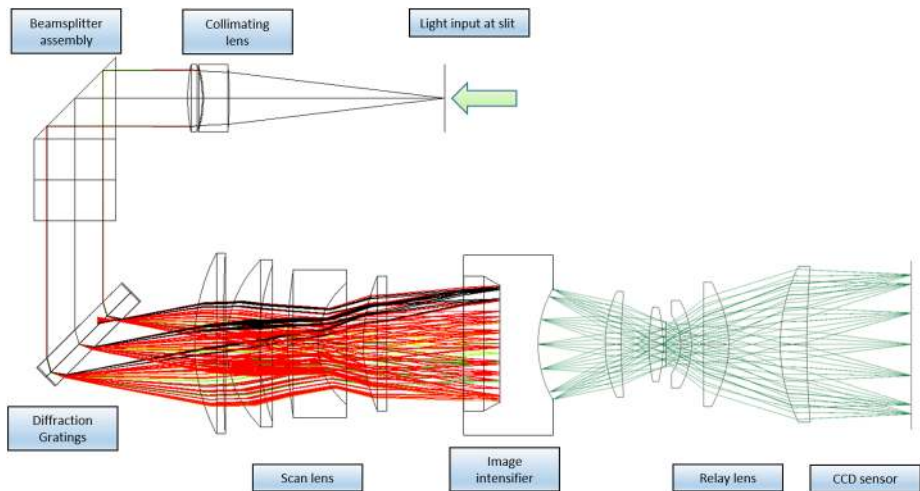 Beamsplitter
assembly
Collimating
lens
Light input at slit
Diffraction
Gratings
Scan lens
Image
intensifier
Relay lens
CCD sensor